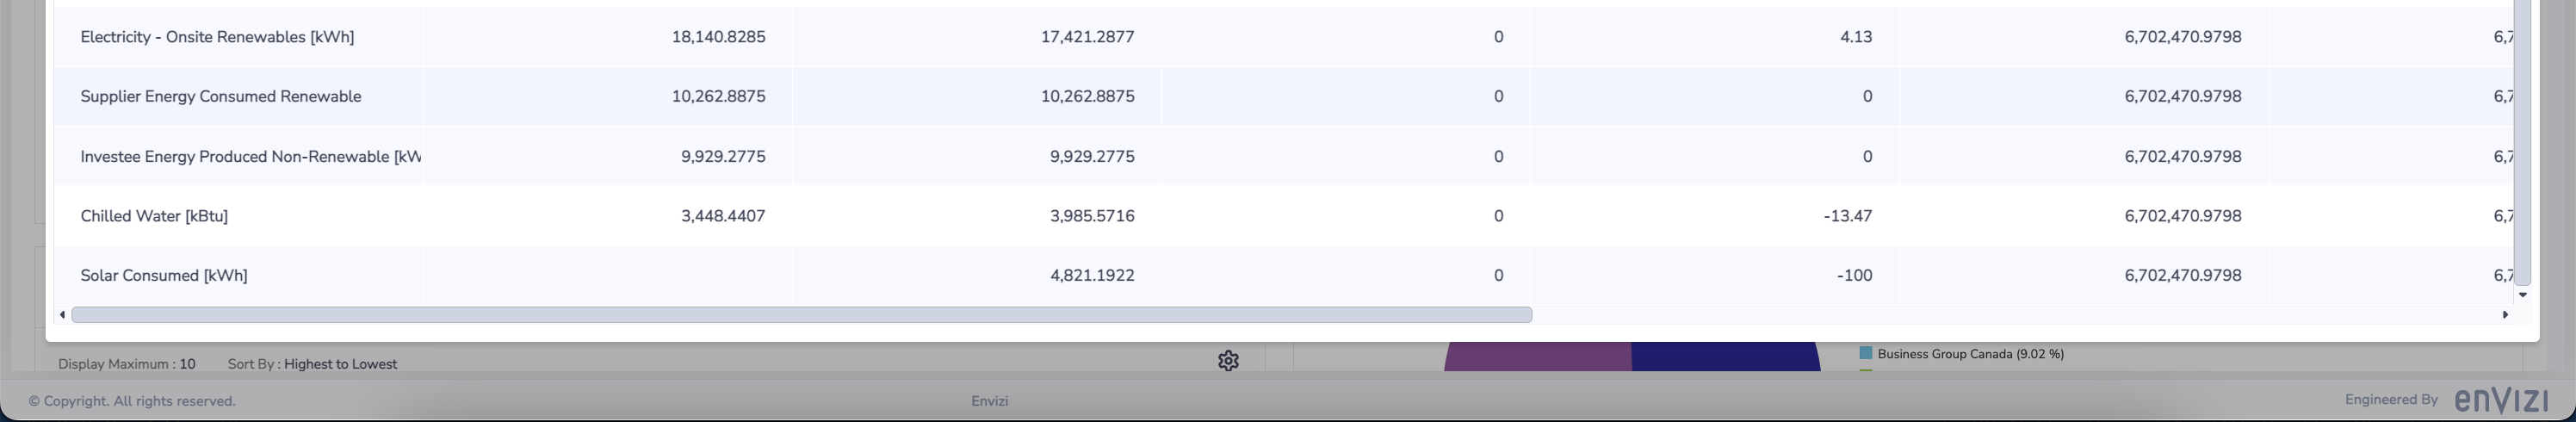 Electricity - Onsite Renewables [kWh] 18,140.8285 17,421.2877 0 4.13 6,702,470.9798 6,7
Supplier Energy Consumed Renewable 10,262.8875 10,262.8875 0 0 6,702,470.9798 6,7
Investee Energy Produced Non-Renewable [kW 9,929.2775 9,929.2775 0 0 6,702,470.9798 6,7
Chilled Water [kBtu] 3,448.4407 3,985.5716 0 -13.47 6,702,470.9798 6,7
Solar Consumed [kWh] 4,821.1922 0 -100 6,702,470.9798 6,7
Display Maximum : 10 Sort By : Highest to Lowest
Business Group Canada (9.02 %)
© Copyright. All rights reserved. Envizi Engineered By enVIZI